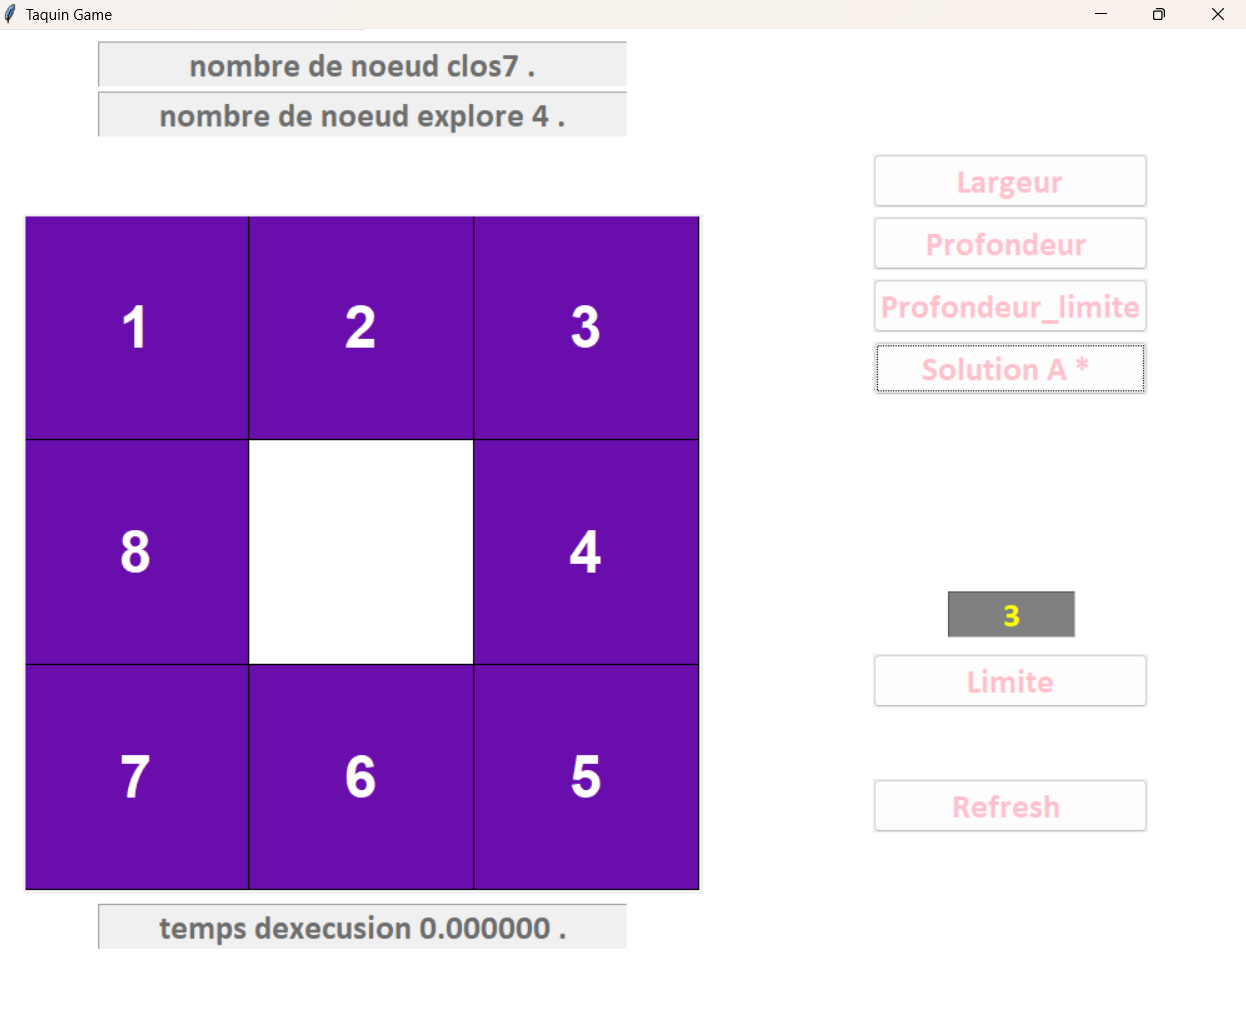 Taquin Game
nombre de noeud clos7 .
nombre de noeud explore 4 .
Largeur
Profondeur
Profondeur_limite
Solution A *
1 2 3
8 4
7 6 5
3
Limite
Refresh
temps dexecusion 0.000000 .